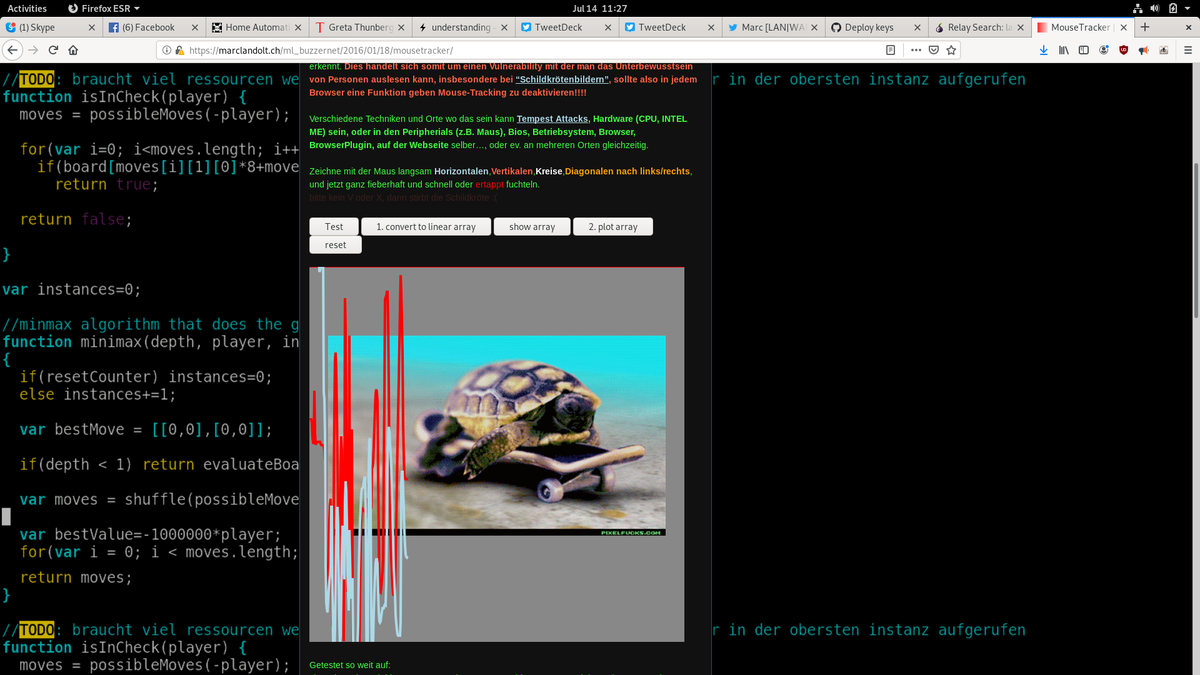 Activities
Firefox ESR
Jul 14 11:27
(1) Skype
(6) Facebook
Home Automati
Greta Thunberg
understanding
TweetDeck
TweetDeck
Marc [LAN|WA
Deploy keys
Relay Search: la
MouseTracker |
https://marclandolt.ch/ml_buzzernet/2016/01/18/mousetracker/
//TODO: braucht viel ressourcen we
r in der obersten instanz aufgerufen
function isInCheck(player) {
moves = possibleMoves(-player);
for(var i=0; i<moves.length; i++
if(board[moves[i][1][0]*8+move
return true;
return false;
}
var instances=0;
//minmax algorithm that does the g
function minimax(depth, player, in
{
if(resetCounter) instances=0;
else instances+=1;
var bestMove = [[0,0],[0,0]];
if(depth < 1) return evaluateBoa
var moves = shuffle(possibleMove
var bestValue=-1000000*player;
for(var i = 0; i < moves.length;
return moves;
}
//TODO: braucht viel ressourcen we
r in der obersten instanz aufgerufen
function isInCheck(player) {
moves = possibleMoves(-player);
erkennt. Dies handelt sich somit um einen Vulnerability mit der man das Unterbewusstsein
von Personen auslesen kann, insbesondere bei “Schildkrötenbildern”, sollte also in jedem
Browser eine Funktion geben Mouse-Tracking zu deaktivieren!!!!
Verschiedene Techniken und Orte wo das sein kann Tempest Attacks, Hardware (CPU, INTEL
ME) sein, oder in den Peripherials (z.B. Maus), Bios, Betriebsystem, Browser,
BrowserPlugin, auf der Webseite selber…, oder ev. an mehreren Orten gleichzeitig.
Zeichne mit der Maus langsam Horizontalen,Vertikalen,Kreise,Diagonalen nach links/rechts,
und jetzt ganz fieberhaft und schnell oder ertappt fuchteln.
bitte kein V oder X, dann stirbt die Schildkröte :(
Test
1. convert to linear array
show array
2. plot array
reset
PIXELFUCKS.COM
Getestet so weit auf: